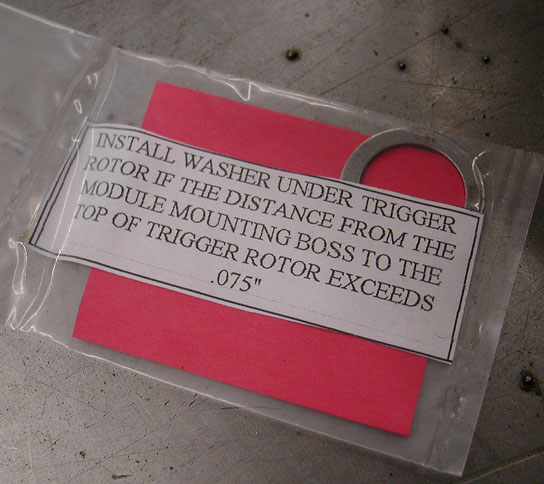 INSTALL WASHER UNDER TRIGGER
ROTOR IF THE DISTANCE FROM THE
MODULE MOUNTING BOSS TO THE
TOP OF TRIGGER ROTOR EXCEEDS
.075"